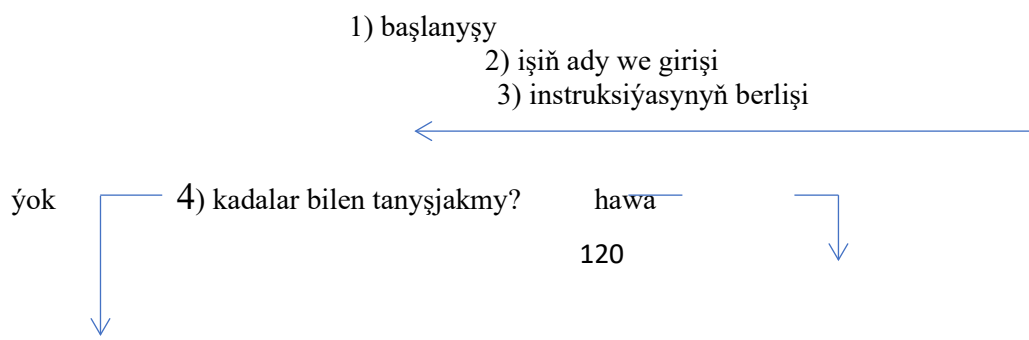 1) başlanyşy
2) işiň ady we girişi
3) instruksiýasynyň berlişi
ýok 4) kadalar bilen tanyşjakmy? hawa
120